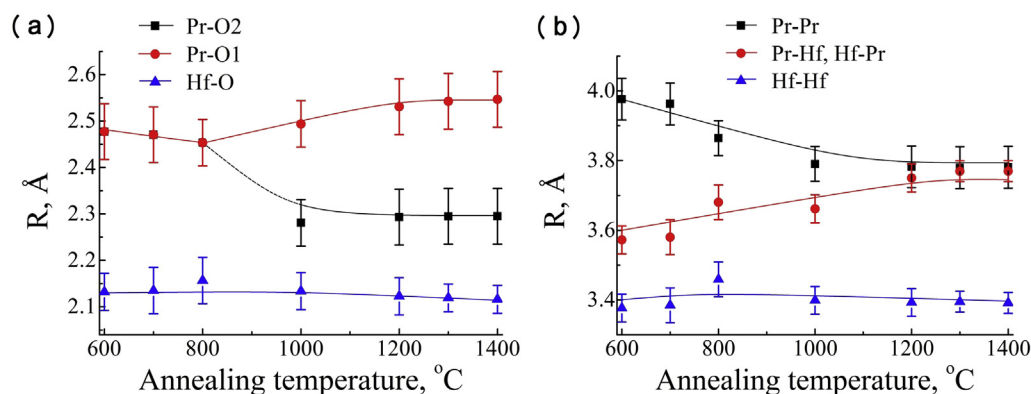 (a)
Pr-O2
Pr-O1
Hf-O
2.6
2.5
2.4
2.3
2.2
2.1
R, Å
600
800
1000
1200
1400
Annealing temperature, °C
(b)
Pr-Pr
Pr-Hf, Hf-Pr
Hf-Hf
4.0
3.8
3.6
3.4
R, Å
600
800
1000
1200
1400
Annealing temperature, °C